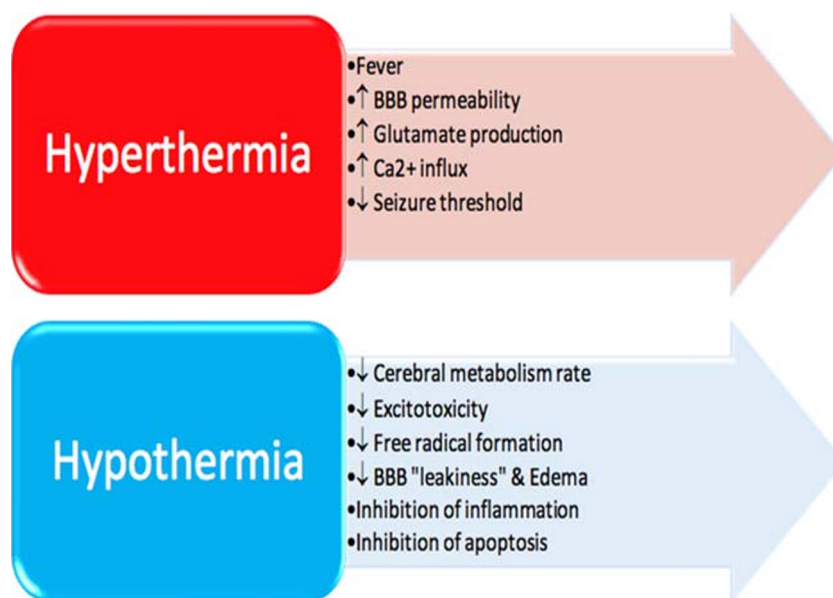 Hyperthermia
•Fever
•↑ BBB permeability
•↑ Glutamate production
•↑ Ca2+ influx
•↓ Seizure threshold
Hypothermia
•↓ Cerebral metabolism rate
•↓ Excitotoxicity
•↓ Free radical formation
•↓ BBB "leakiness" & Edema
•Inhibition of inflammation
•Inhibition of apoptosis